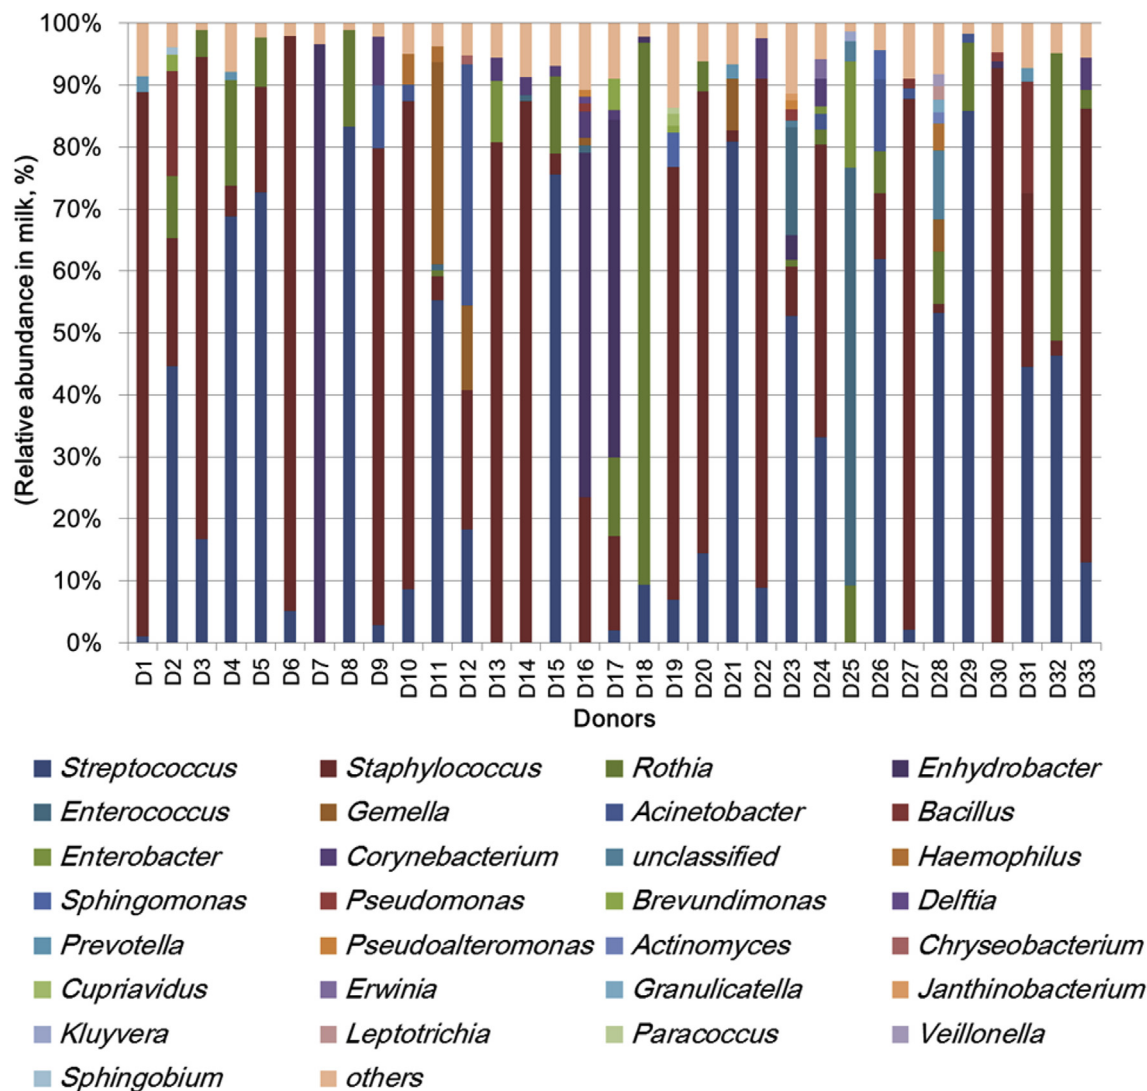 (Relative abundance in milk, %)
100%
90%
80%
70%
60%
50%
40%
30%
20%
10%
0%
D1 D2 D3 D4 D5 D6 D7 D8 D9 D10 D11 D12 D13 D14 D15 D16 D17 D18 D19 D20 D21 D22 D23 D24 D25 D26 D27 D28 D29 D30 D31 D32 D33
Donors
Streptococcus Staphylococcus Rothia Enhydrobacter
Enterococcus Gemella Acinetobacter Bacillus
Enterobacter Corynebacterium unclassified Haemophilus
Sphingomonas Pseudomonas Brevundimonas Delftia
Prevotella Pseudoalteromonas Actinomyces Chryseobacterium
Cupriavidus Erwinia Granulicatella Janthinobacterium
Kluyvera Leptotrichia Paracoccus Veillonella
Sphingobium others